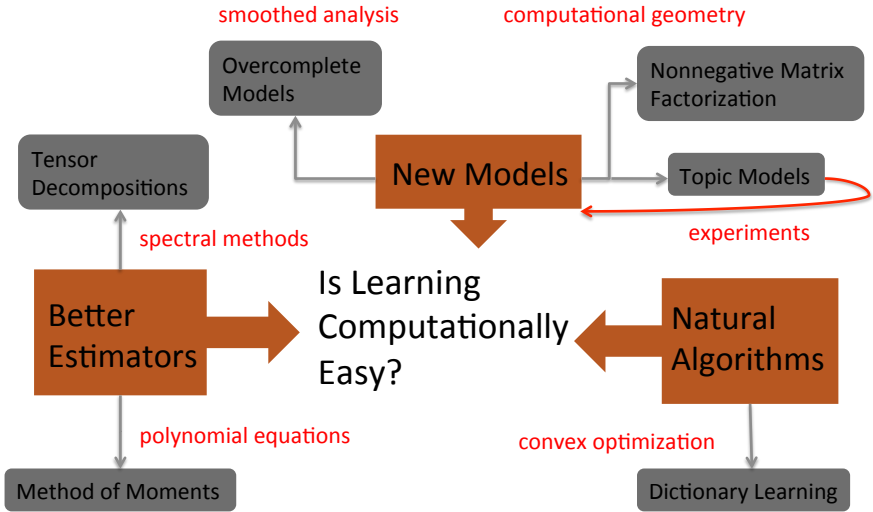 smoothed analysis
computational geometry
Overcomplete
Models
Nonnegative Matrix
Factorization
Tensor
Decompositions
New Models
Topic Models
spectral methods
experiments
Better
Estimators
Is Learning
Computationally
Easy?
Natural
Algorithms
polynomial equations
convex optimization
Method of Moments
Dictionary Learning